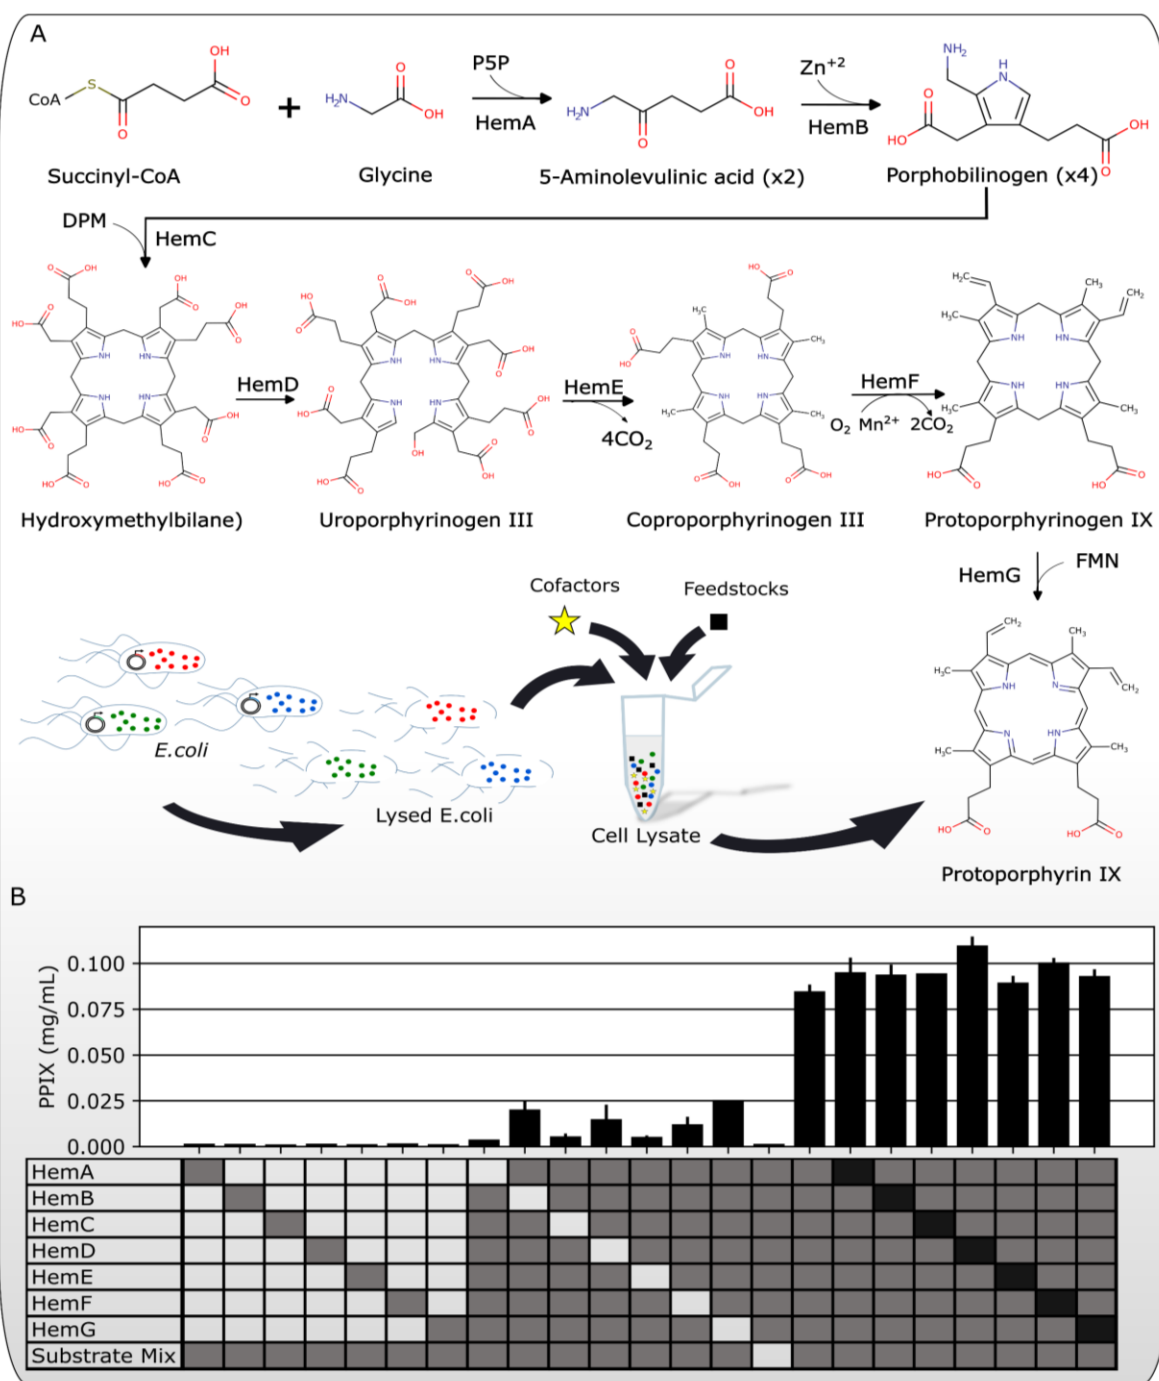 A
CoA
S
O
OH
O
Succinyl-CoA
+
H₂N
O
OH
Glycine
P5P
HemA
H₂N
O
O
OH
5-Aminolevulinic acid (x2)
Zn⁺²
HemB
NH₂
H
N
O
HO
OH
O
Porphobilinogen (x4)
DPM
HemC
Hydroxymethylbilane)
HemD
Uroporphyrinogen III
HemE
4CO₂
Coproporphyrinogen III
HemF
O₂ Mn²⁺ 2CO₂
Protoporphyrinogen IX
HemG
FMN
Cofactors
Feedstocks
E.coli
Lysed E.coli
Cell Lysate
Protoporphyrin IX
B
PPIX (mg/mL)
0.100
0.075
0.050
0.025
0.000
HemA
HemB
HemC
HemD
HemE
HemF
HemG
Substrate Mix